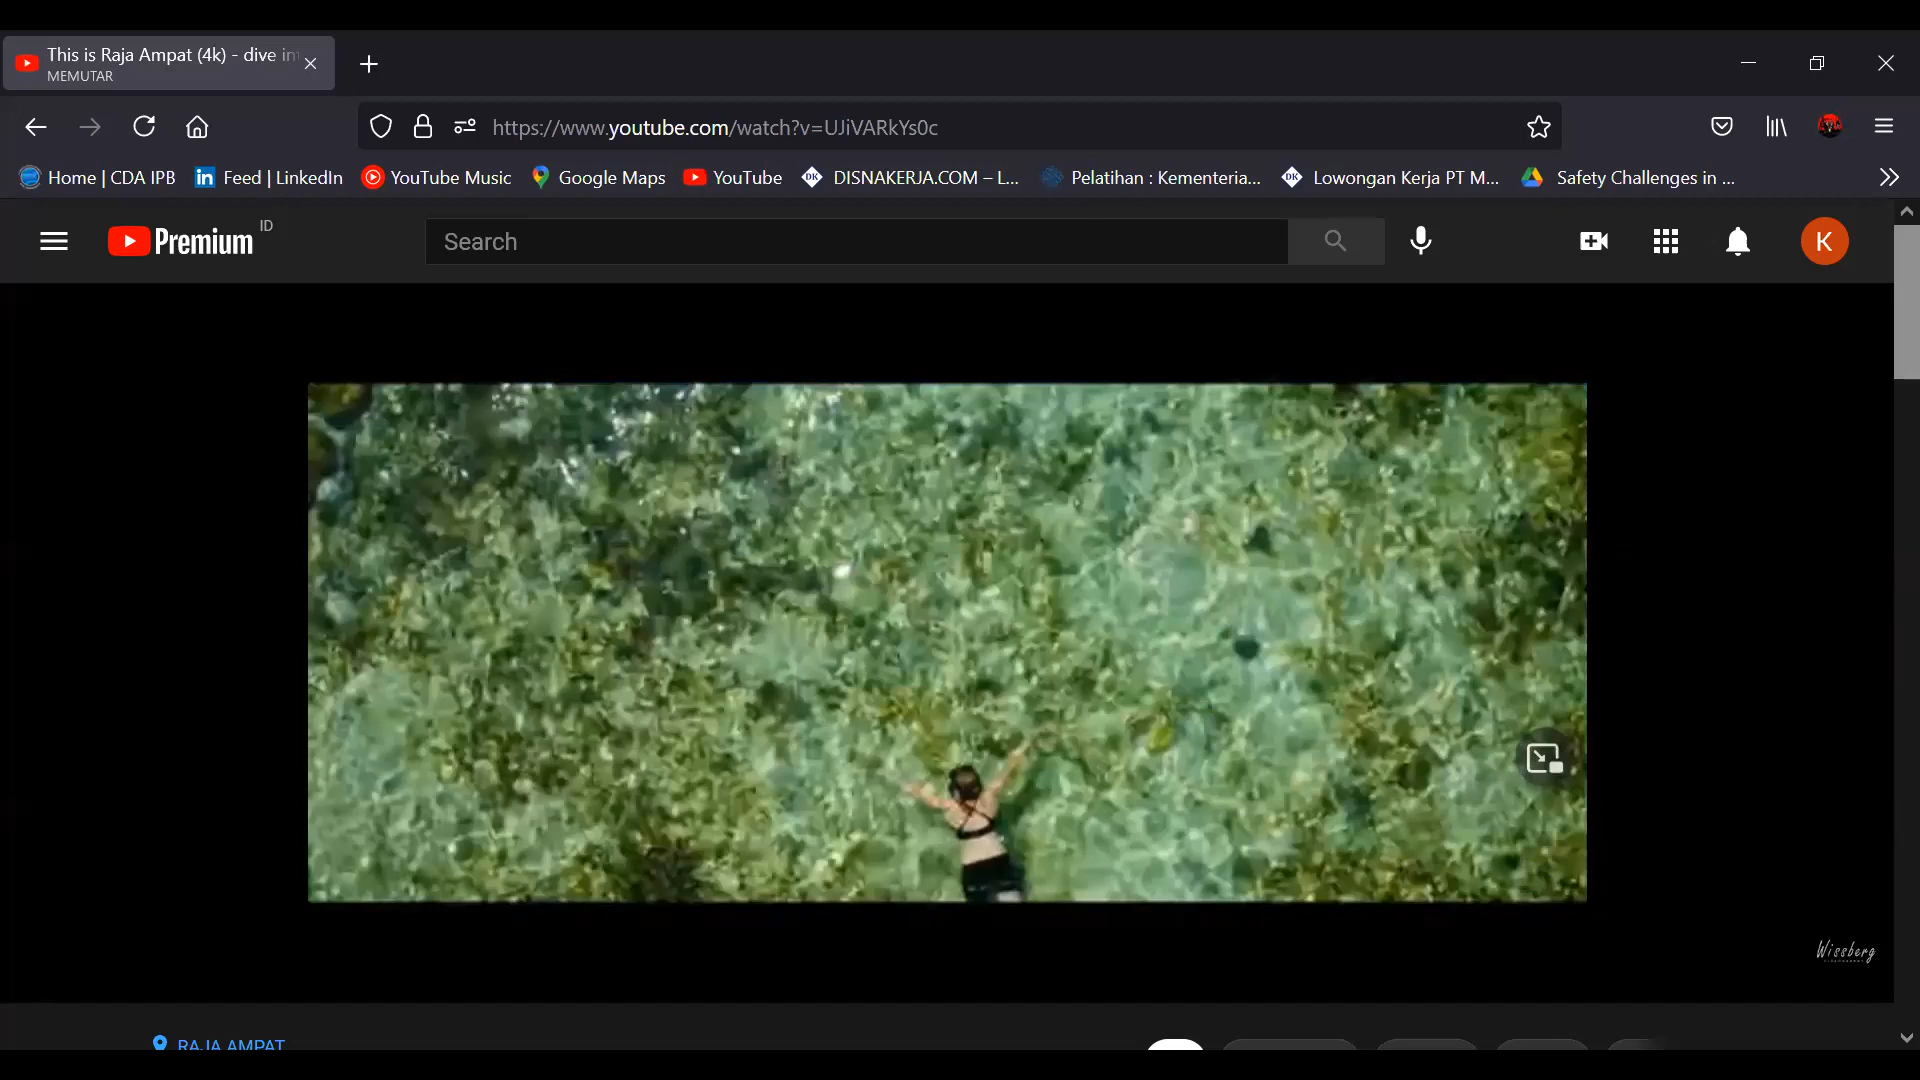 This is Raja Ampat (4k) - dive in
MEMUTAR
https://www.youtube.com/watch?v=UJiVARkYs0c
Home | CDA IPB
Feed | LinkedIn
YouTube Music
Google Maps
YouTube
DISNAKERJA.COM – L...
Pelatihan : Kementeria...
Lowongan Kerja PT M...
Safety Challenges in ...
Premium
ID
Search
K
Wissberg
RAJA AMPAT